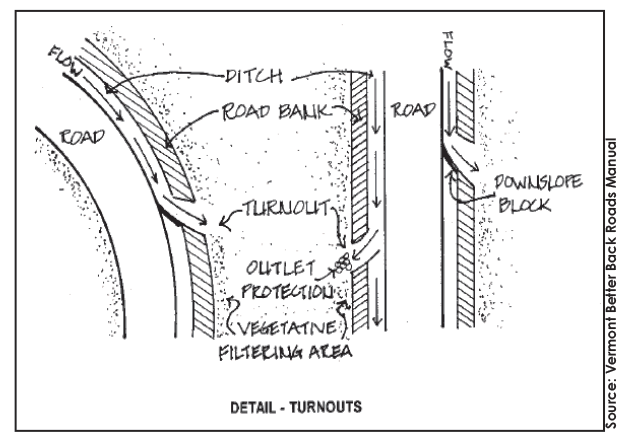 FLOW
DITCH
ROAD BANK
ROAD
TURNOUT
OUTLET
PROTECTION
VEGETATIVE
FILTERING AREA
ROAD
FLOW
DOWNSLOPE
BLOCK
DETAIL - TURNOUTS
Source: Vermont Better Back Roads Manual